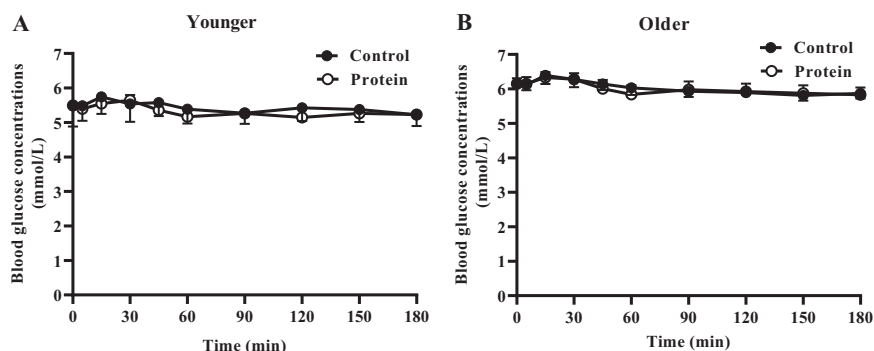 A
Younger
Control
Protein
Blood glucose concentrations
(mmol/L)
7
6
5
4
3
2
1
0
0 30 60 90 120 150 180
Time (min)
B
Older
Control
Protein
Blood glucose concentrations
(mmol/L)
7
6
5
4
3
2
1
0
0 30 60 90 120 150 180
Time (min)